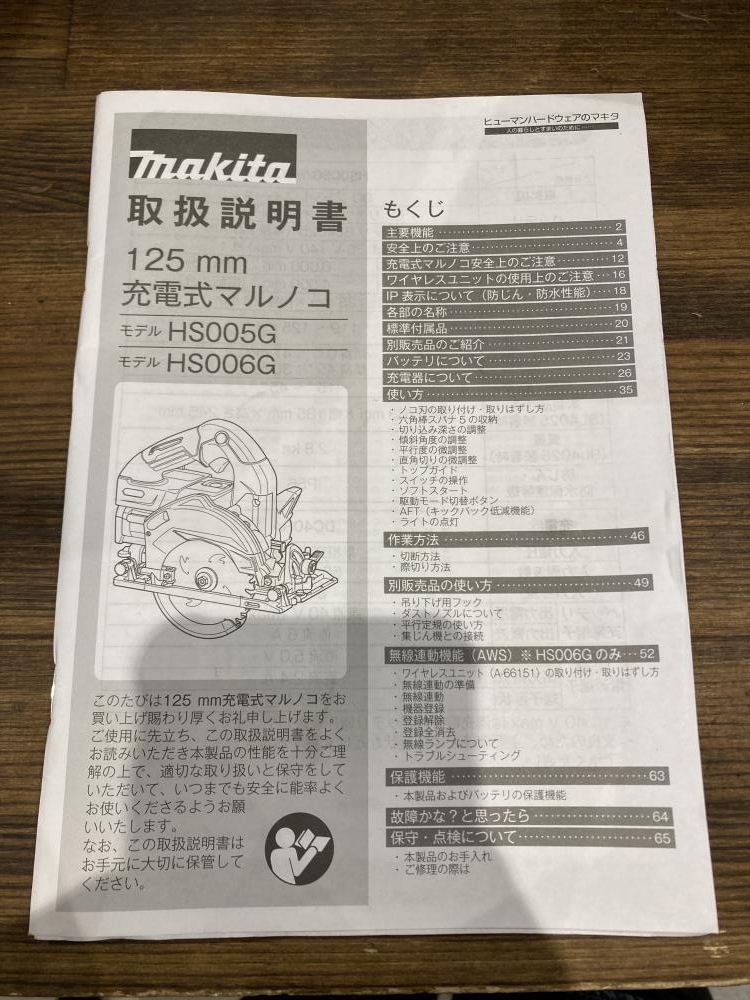 makita
取扱説明書
125 mm
充電式マルノコ
モデル HS005G
モデル HS006G
このたびは125 mm充電式マルノコをお
買い上げ賜わり厚くお礼申し上げます。
ご使用に先立ち、この取扱説明書をよく
お読みいただき本製品の性能を十分ご理
解の上で、適切な取り扱いと保守をして
いただいて、いつまでも安全に能率よく
お使いくださるようお願
いいたします。
なお、この取扱説明書は
お手元に大切に保管して
ください。
ヒューマンハードウェアのマキタ
人の暮らしとすまいのために……
もくじ
主要機能 2
安全上のご注意 4
充電式マルノコ安全上のご注意 12
ワイヤレスユニットの使用上のご注意 16
IP 表示について（防じん・防水性能） 18
各部の名称 19
標準付属品 20
別販売品のご紹介 21
バッテリについて 23
充電器について 26
使い方 35
・ノコ刃の取り付け・取りはずし方
・六角棒スパナ5の収納
・切り込み深さの調整
・傾斜角度の調整
・平行度の微調整
・直角切りの微調整
・トップガイド
・スイッチの操作
・ソフトスタート
・駆動モード切替ボタン
・AFT（キックバック低減機能）
・ライトの点灯
作業方法 46
・切断方法
・際切り方法
別販売品の使い方 49
・吊り下げ用フック
・ダストノズルについて
・平行定規の使い方
・集じん機との接続
無線連動機能（AWS）※ HS006G のみ 52
・ワイヤレスユニット（A-66151）の取り付け・取りはずし方
・無線連動の準備
・無線連動
・機器登録
・登録解除
・登録全消去
・無線ランプについて
・トラブルシューティング
保護機能 63
・本製品およびバッテリの保護機能
故障かな？と思ったら 64
保守・点検について 65
・本製品のお手入れ
・ご修理の際は